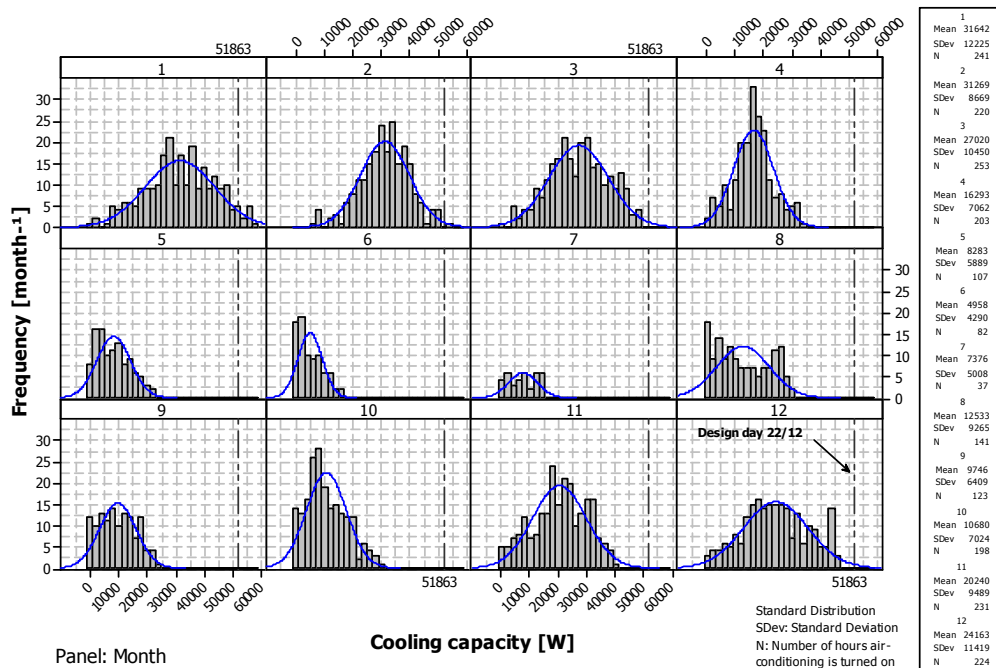 0 10000 20000 30000 40000 50000 60000
0 10000 20000 30000 40000 50000 60000
51863
51863
1
2
3
4
30
25
20
15
10
5
0
5
6
7
8
30
25
20
15
10
5
0
9
10
11
12
30
25
20
15
10
5
0
Design day 22/12
51863
51863
0 10000 20000 30000 40000 50000 60000
0 10000 20000 30000 40000 50000 60000
Frequency [month-¹]
Cooling capacity [W]
Panel: Month
Standard Distribution
SDev: Standard Deviation
N: Number of hours air-
conditioning is turned on
1
Mean 31642
SDev 12225
N 241
2
Mean 31269
SDev 8669
N 220
3
Mean 27020
SDev 10450
N 253
4
Mean 16293
SDev 7062
N 203
5
Mean 8283
SDev 5889
N 107
6
Mean 4958
SDev 4290
N 82
7
Mean 7376
SDev 5008
N 37
8
Mean 12533
SDev 9265
N 141
9
Mean 9746
SDev 6409
N 123
10
Mean 10680
SDev 7024
N 198
11
Mean 20240
SDev 9489
N 231
12
Mean 24163
SDev 11419
N 224